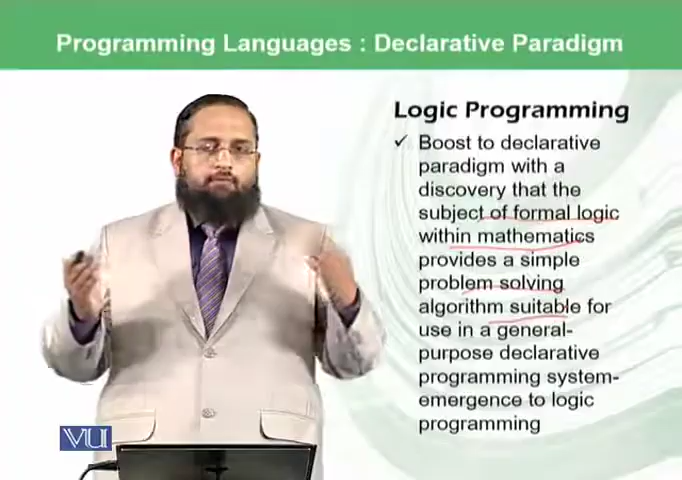 Programming Languages : Declarative Paradigm
Logic Programming
✓ Boost to declarative
paradigm with a
discovery that the
subject of formal logic
within mathematics
provides a simple
problem solving
algorithm suitable for
use in a general-
purpose declarative
programming system-
emergence to logic
programming
VU